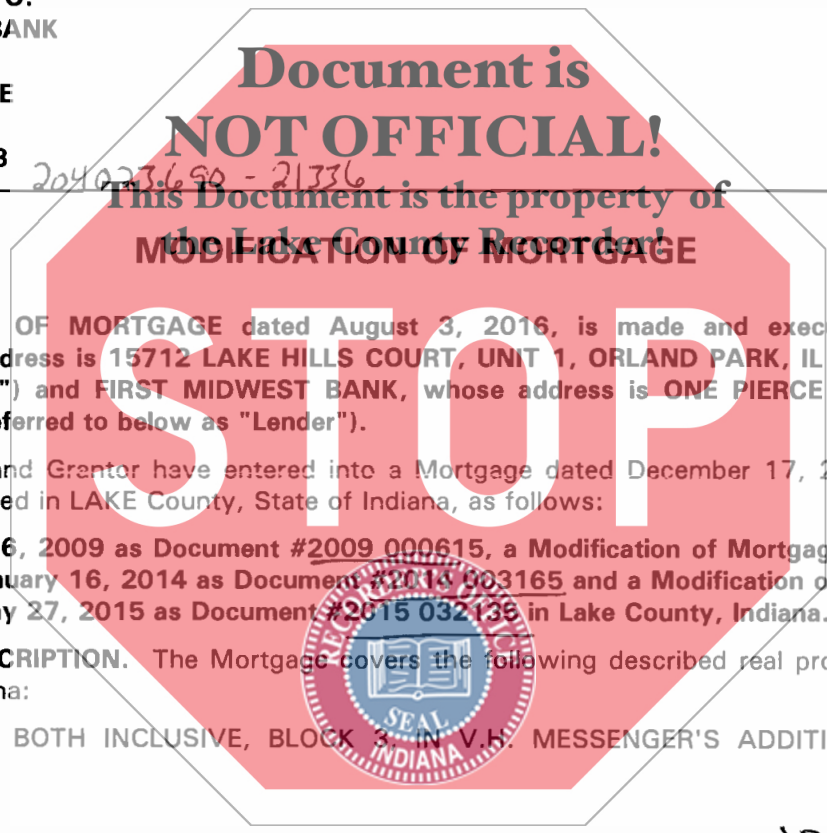 BANK
E
Document is
NOT OFFICIAL!
204023690 - 21336
This Document is the property of
the Lake County Recorder!
MODIFICATION OF MORTGAGE
STOP
OF MORTGAGE dated August 3, 2016, is made and exec
dress is 15712 LAKE HILLS COURT, UNIT 1, ORLAND PARK, IL
") and FIRST MIDWEST BANK, whose address is ONE PIERCE
eferred to below as "Lender").
and Grantor have entered into a Mortgage dated December 17, 2
ed in LAKE County, State of Indiana, as follows:
6, 2009 as Document #2009 000615, a Modification of Mortgag
uary 16, 2014 as Document #2014 003165 and a Modification o
y 27, 2015 as Document #2015 032139 in Lake County, Indiana.
CRIPTION. The Mortgage covers the following described real pro
na:
BOTH INCLUSIVE, BLOCK 3, IN V.H. MESSENGER'S ADDITI
RECORDER'S OFFICE
SEAL
INDIANA